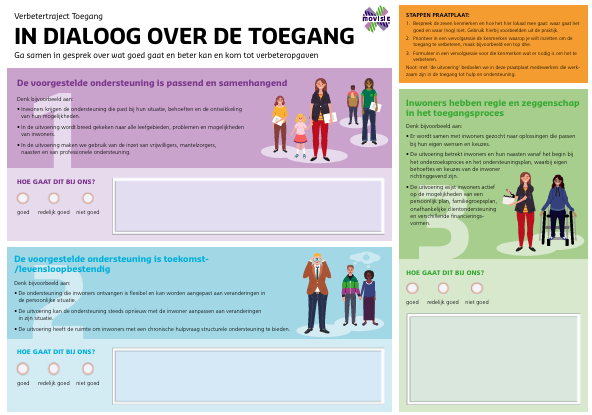 Verbetertraject Toegang
IN DIALOOG OVER DE TOEGANG
Ga samen in gesprek over wat goed gaat en beter kan en kom tot verbeteropgaven
movisie
STAPPEN PRAATPLAAT:
1. Bespreek de zeven kenmerken en hoe het hier lokaal mee gaat: waar gaat het
goed en waar (nog) niet. Gebruik hierbij voorbeelden uit de praktijk.
2. Prioriteer in een vervolgsessie de kenmerken waarop je wilt inzetten om de
toegang te verbeteren, maak bijvoorbeeld een top drie.
3. Formuleer in een vervolgsessie voor die kenmerken wat er nodig is om het te
verbeteren.
Noot: met 'de uitvoering' bedoelen we in deze praatplaat medewerkers die werk-
zaam zijn in de toegang tot hulp en ondersteuning.
1
De voorgestelde ondersteuning is passend en samenhangend
Denk bijvoorbeeld aan:
• Inwoners krijgen de ondersteuning die past bij hun situatie, behoeften en de ontwikkeling
van hun mogelijkheden.
• In de uitvoering wordt breed gekeken naar alle leefgebieden, problemen en mogelijkheden
van inwoners.
• In de uitvoering maken we gebruik van de inzet van vrijwilligers, mantelzorgers,
naasten en van professionele ondersteuning.
HOE GAAT DIT BIJ ONS?
goed redelijk goed niet goed
2
De voorgestelde ondersteuning is toekomst-
/levensloopbestendig
Denk bijvoorbeeld aan:
• De ondersteuning die inwoners ontvangen is flexibel en kan worden aangepast aan veranderingen in
de persoonlijke situatie.
• De uitvoering kan de ondersteuning steeds opnieuw met de inwoner aanpassen aan veranderingen
in zijn situatie.
• De uitvoering heeft de ruimte om inwoners met een chronische hulpvraag structurele ondersteuning te bieden.
HOE GAAT DIT BIJ ONS?
goed redelijk goed niet goed
3
Inwoners hebben regie en zeggenschap
in het toegangsproces
Denk bijvoorbeeld aan:
• Er wordt samen met inwoners gezocht naar oplossingen die passen
bij hun eigen wensen en keuzes.
• De uitvoering betrekt inwoners en hun naasten vanaf het begin bij
het onderzoeksproces en het ondersteuningsplan, waarbij eigen
behoeftes en keuzes van de inwoner
richtinggevend zijn.
• De uitvoering wijst inwoners actief
op de mogelijkheden van een
persoonlijk plan, familiegroepsplan,
onafhankelijke cliëntondersteuning
en verschillende financierings-
vormen.
HOE GAAT DIT BIJ ONS?
goed redelijk goed niet goed